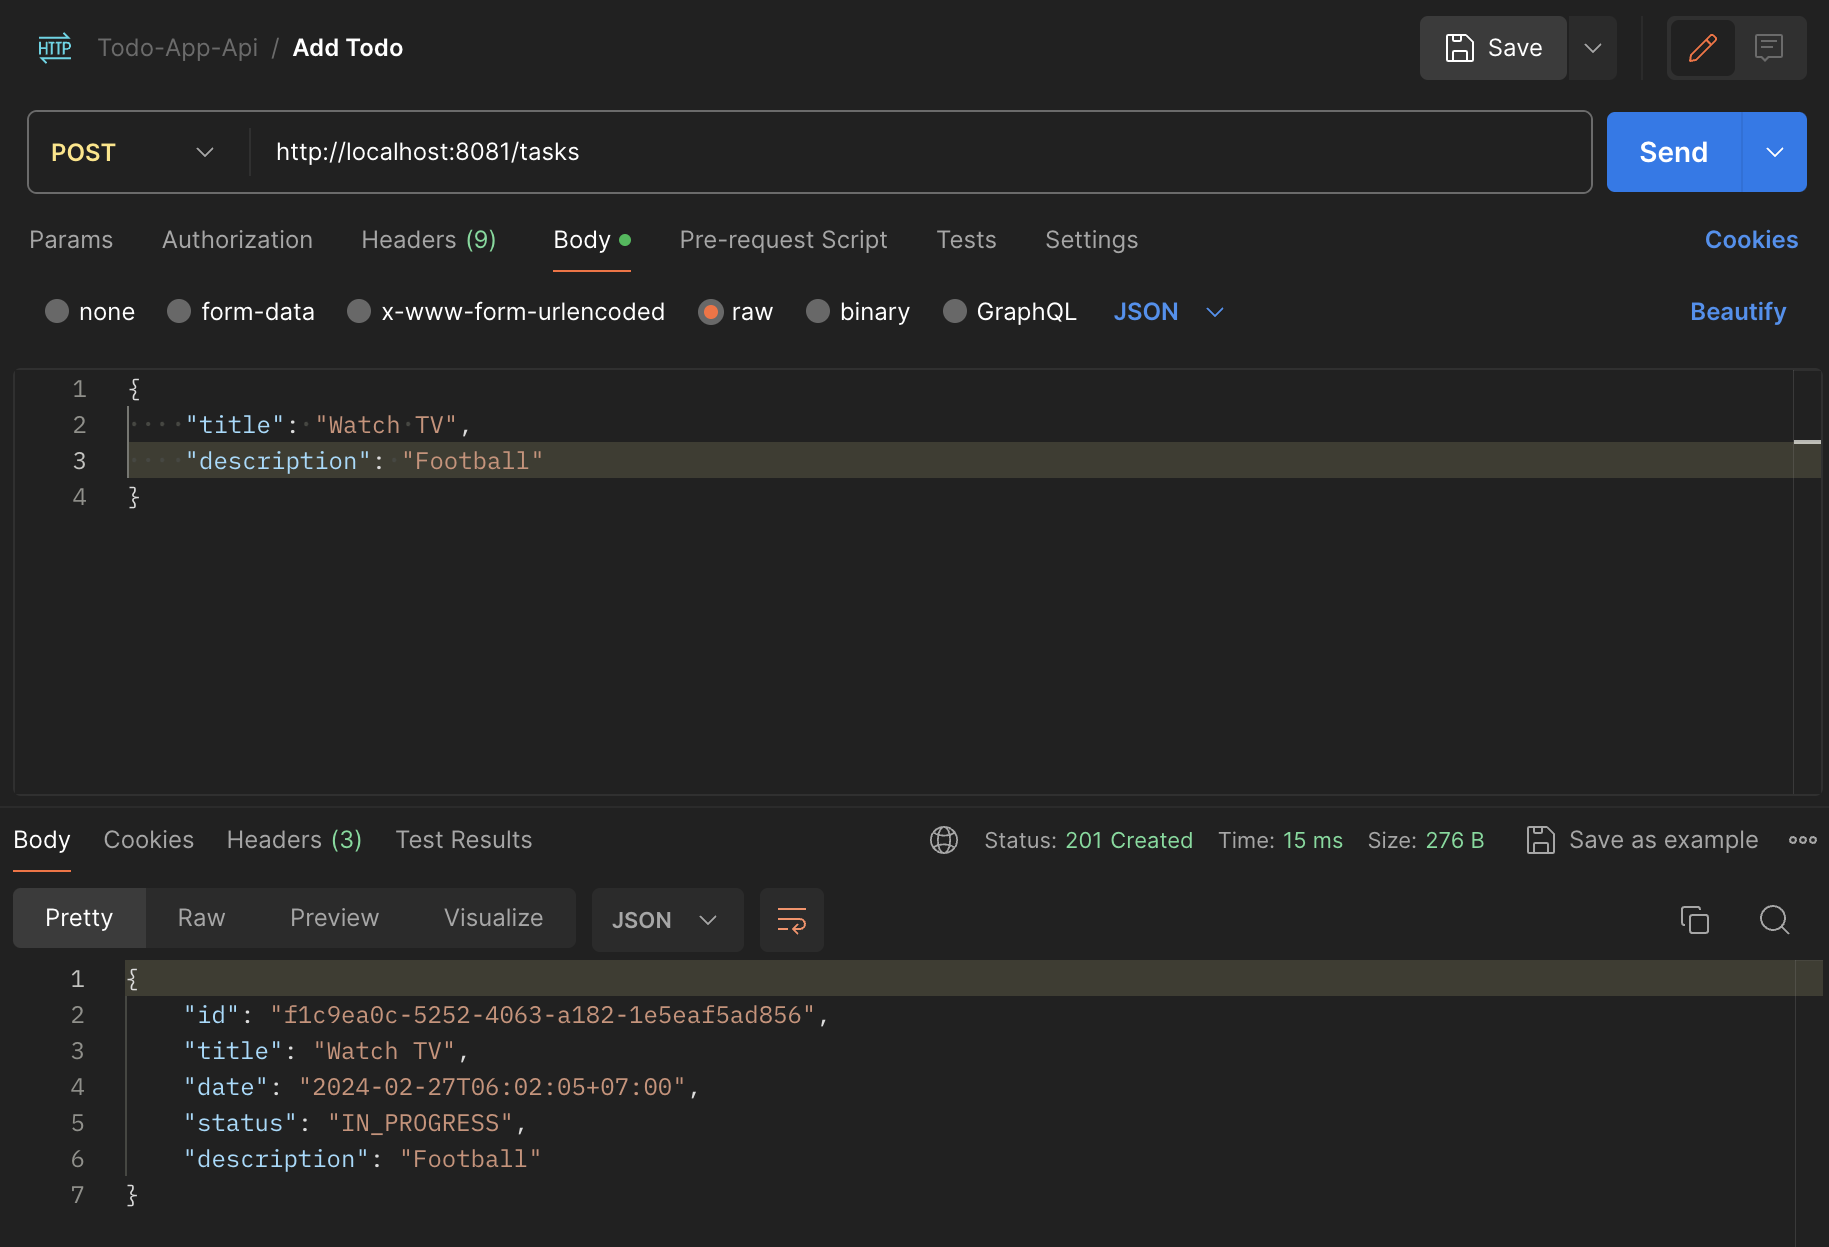 HTTP Todo-App-Api / Add Todo Save
POST http://localhost:8081/tasks Send
Params Authorization Headers (9) Body Pre-request Script Tests Settings Cookies
none form-data x-www-form-urlencoded raw binary GraphQL JSON Beautify
1 {
2 "title": "Watch TV",
3 "description": "Football"
4 }
Body Cookies Headers (3) Test Results Status: 201 Created Time: 15 ms Size: 276 B Save as example
Pretty Raw Preview Visualize JSON
1 {
2 "id": "f1c9ea0c-5252-4063-a182-1e5eaf5ad856",
3 "title": "Watch TV",
4 "date": "2024-02-27T06:02:05+07:00",
5 "status": "IN_PROGRESS",
6 "description": "Football"
7 }